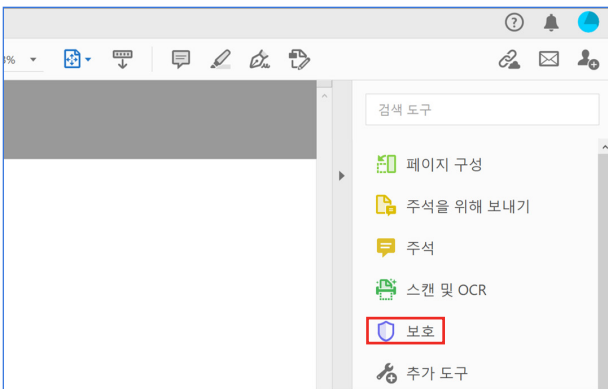 %
검색 도구
페이지 구성
주석을 위해 보내기
주석
스캔 및 OCR
보호
추가 도구